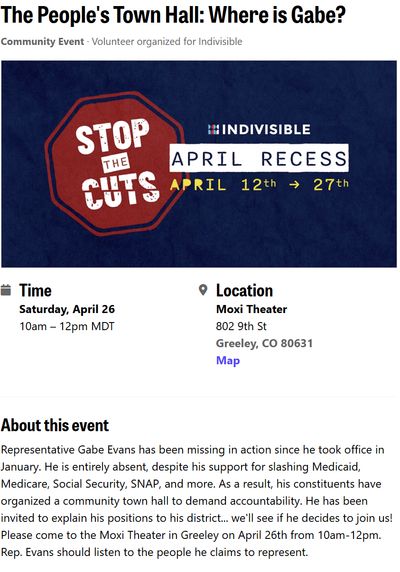 The People's Town Hall: Where is Gabe?
Community Event · Volunteer organized for Indivisible
STOP
THE
CUTS
INDIVISIBLE
APRIL RECESS
APRIL 12th → 27th
Time
Saturday, April 26
10am – 12pm MDT
Location
Moxi Theater
802 9th St
Greeley, CO 80631
Map
About this event
Representative Gabe Evans has been missing in action since he took office in
January. He is entirely absent, despite his support for slashing Medicaid,
Medicare, Social Security, SNAP, and more. As a result, his constituents have
organized a community town hall to demand accountability. He has been
invited to explain his positions to his district... we'll see if he decides to join us!
Please come to the Moxi Theater in Greeley on April 26th from 10am-12pm.
Rep. Evans should listen to the people he claims to represent.